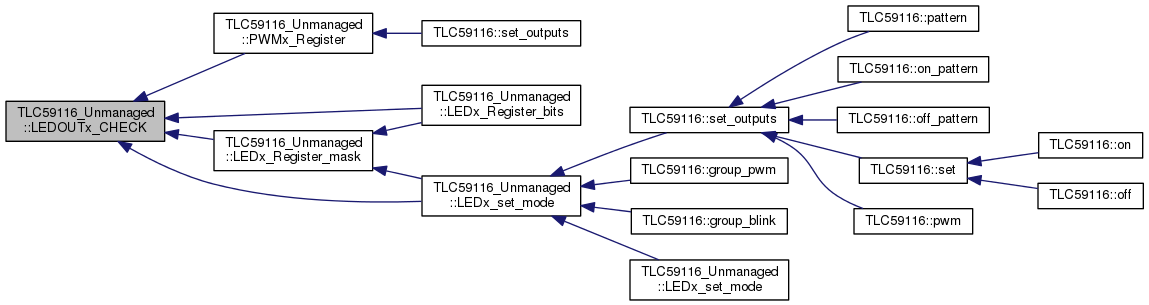 TLC59116_Unmanaged
::LEDOUTx_CHECK
TLC59116_Unmanaged
::PWMx_Register
TLC59116::set_outputs
TLC59116_Unmanaged
::LEDx_Register_bits
TLC59116_Unmanaged
::LEDx_Register_mask
TLC59116_Unmanaged
::LEDx_set_mode
TLC59116::set_outputs
TLC59116::group_pwm
TLC59116::group_blink
TLC59116_Unmanaged
::LEDx_set_mode
TLC59116::pattern
TLC59116::on_pattern
TLC59116::off_pattern
TLC59116::set
TLC59116::pwm
TLC59116::on
TLC59116::off